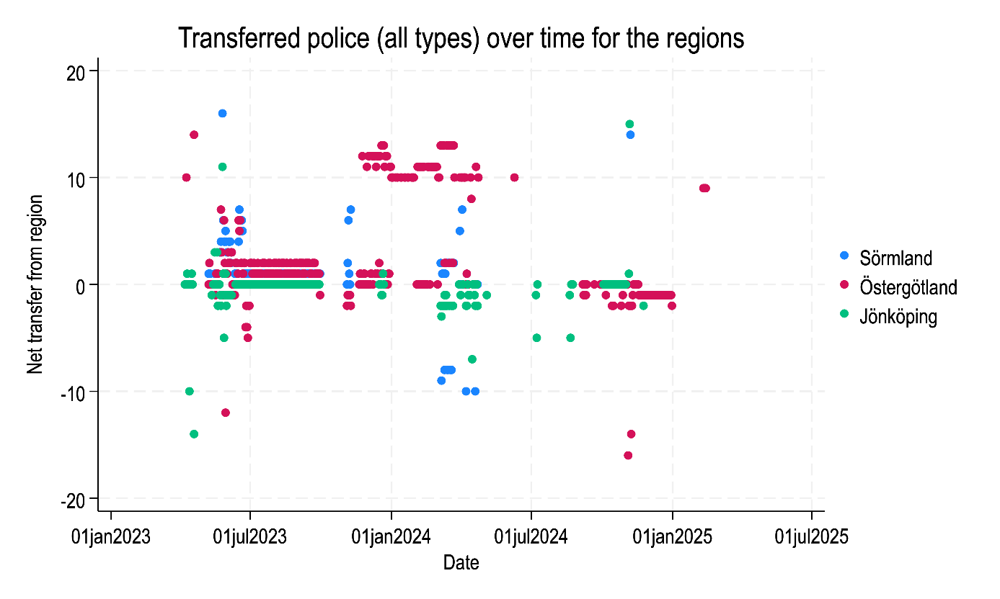 Transferred police (all types) over time for the regions
20
10
0
-10
-20
Net transfer from region
01jan2023
01jul2023
01jan2024
01jul2024
01jan2025
01jul2025
Date
Sörmland
Östergötland
Jönköping